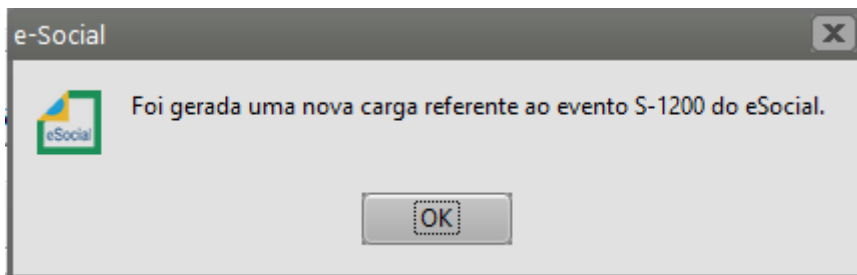 e-Social
Foi gerada uma nova carga referente ao evento S-1200 do eSocial.
eSocial
OK